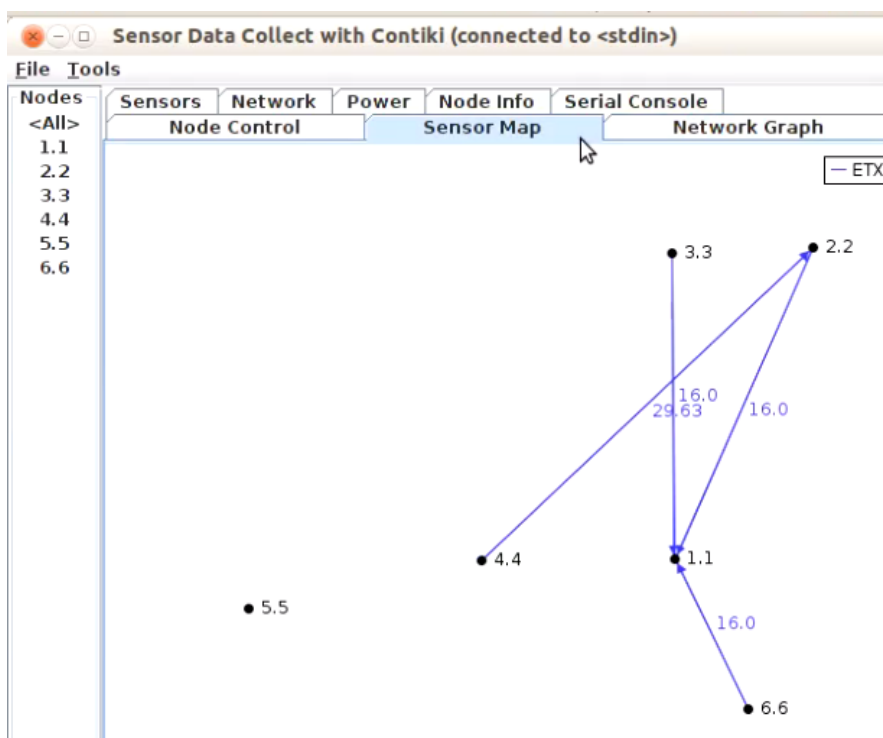 Sensor Data Collect with Contiki (connected to <stdin>)
File Tools
Nodes
<All>
1.1
2.2
3.3
4.4
5.5
6.6
Sensors Network Power Node Info Serial Console
Node Control Sensor Map Network Graph
ETX
3.3
2.2
16.0
29.63
16.0
4.4
1.1
5.5
16.0
6.6